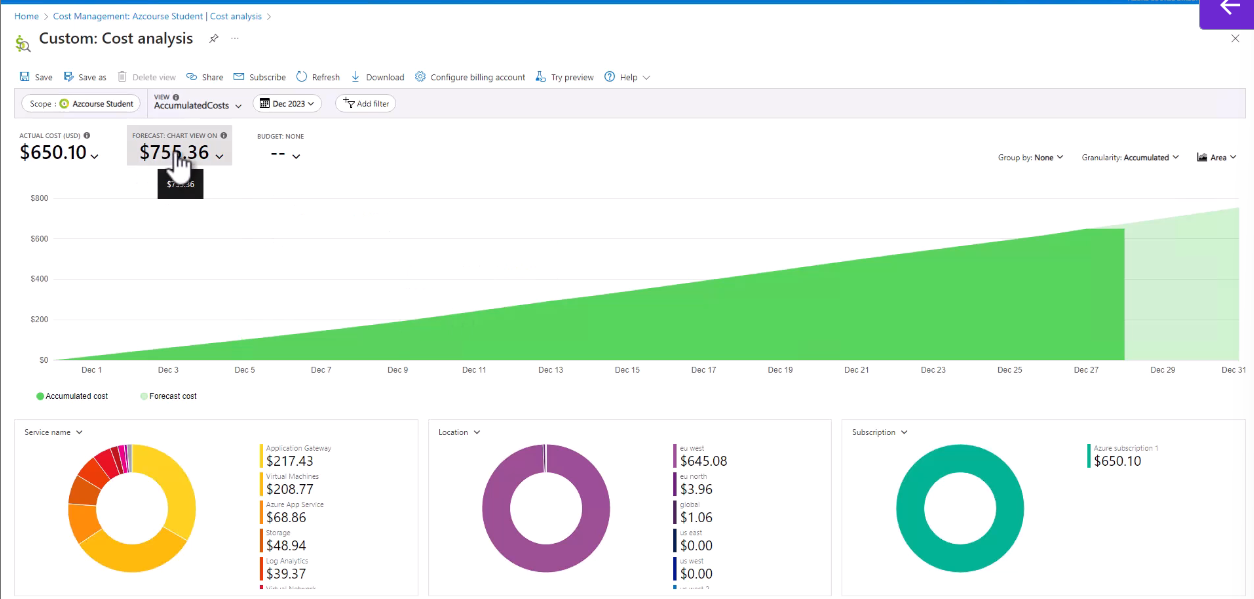 Home > Cost Management: Azcourse Student | Cost analysis >
Custom: Cost analysis
Save Save as Delete view Share Subscribe Refresh Download Configure billing account Try preview Help
Scope : Azcourse Student VIEW AccumulatedCosts Dec 2023 Add filter
ACTUAL COST (USD) FORECAST: CHART VIEW ON BUDGET: NONE
$650.10 $755.36 --
$755.36
Group by: None Granularity: Accumulated Area
$800
$600
$400
$200
$0
Dec 1 Dec 3 Dec 5 Dec 7 Dec 9 Dec 11 Dec 13 Dec 15 Dec 17 Dec 19 Dec 21 Dec 23 Dec 25 Dec 27 Dec 29 Dec 31
Accumulated cost Forecast cost
Service name
Application Gateway
$217.43
Virtual Machines
$208.77
Azure App Service
$68.86
Storage
$48.94
Log Analytics
$39.37
Virtual Network
Location
eu west
$645.08
eu north
$3.96
global
$1.06
us east
$0.00
us west
$0.00
us west 2
Subscription
Azure subscription 1
$650.10